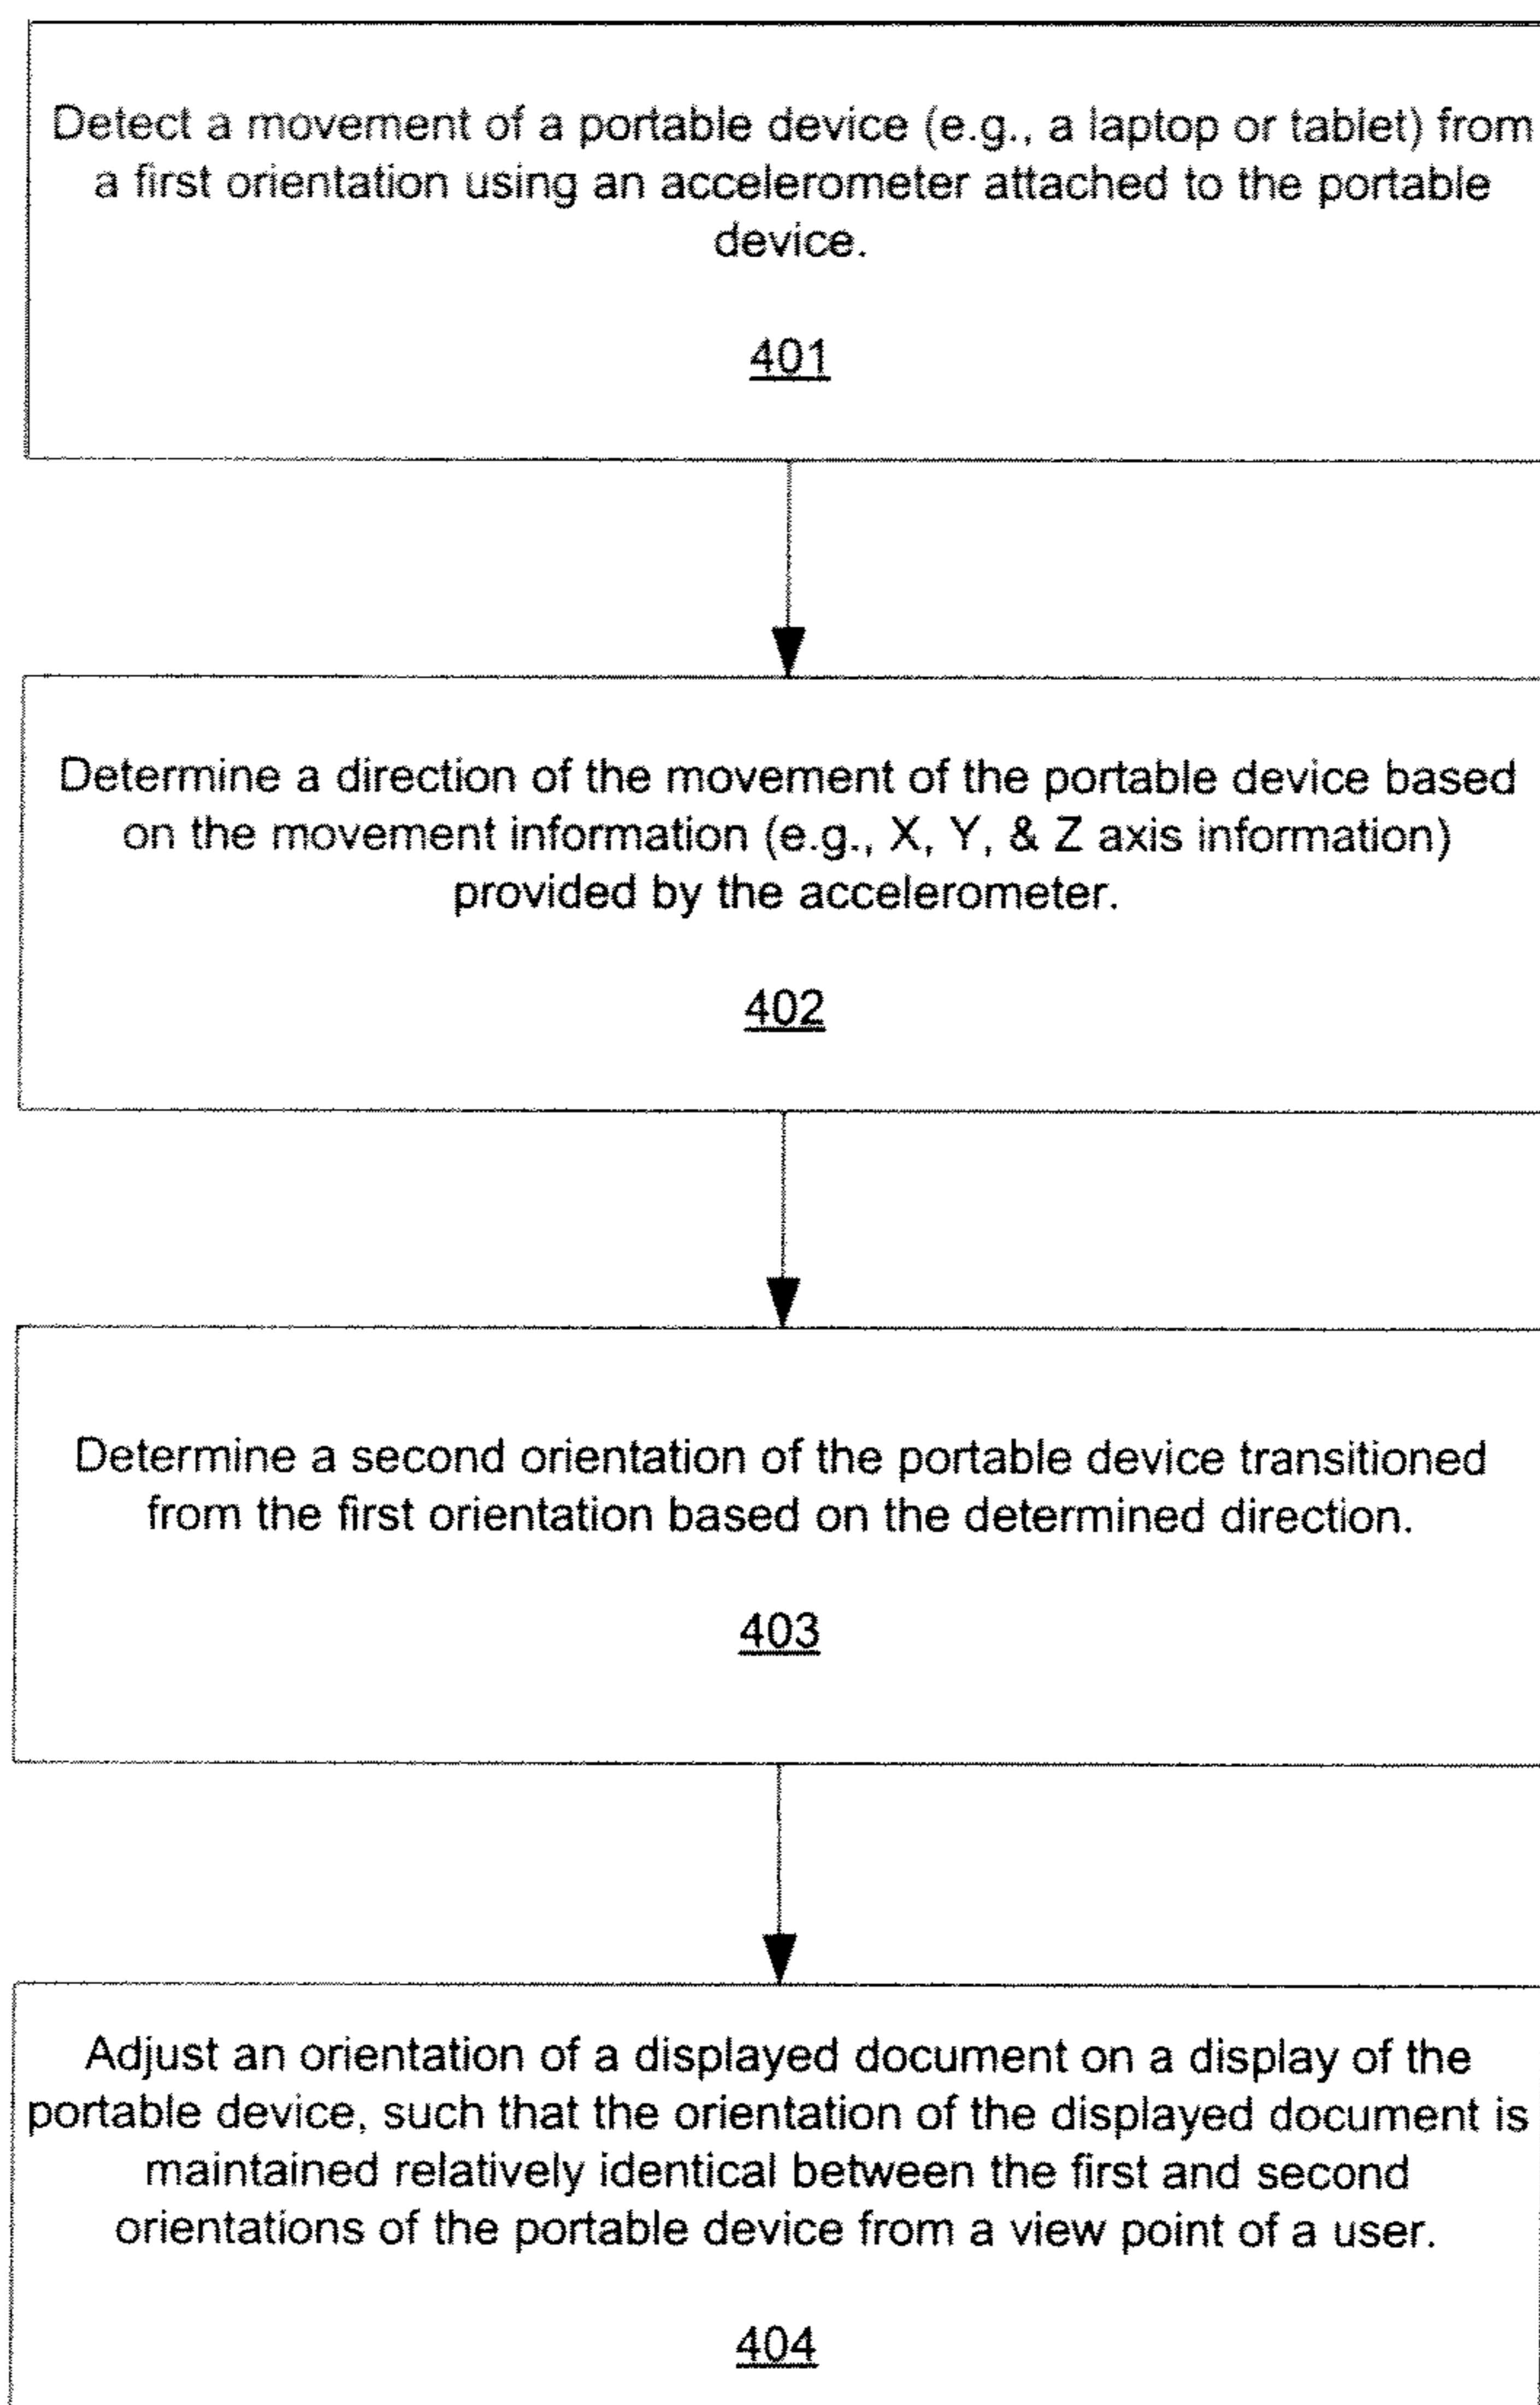 Detect a movement of a portable device (e.g., a laptop or tablet) from
a first orientation using an accelerometer attached to the portable
device.
401
Determine a direction of the movement of the portable device based
on the movement information (e.g., X, Y, & Z axis information)
provided by the accelerometer.
402
Determine a second orientation of the portable device transitioned
from the first orientation based on the determined direction.
403
Adjust an orientation of a displayed document on a display of the
portable device, such that the orientation of the displayed document is
maintained relatively identical between the first and second
orientations of the portable device from a view point of a user.
404